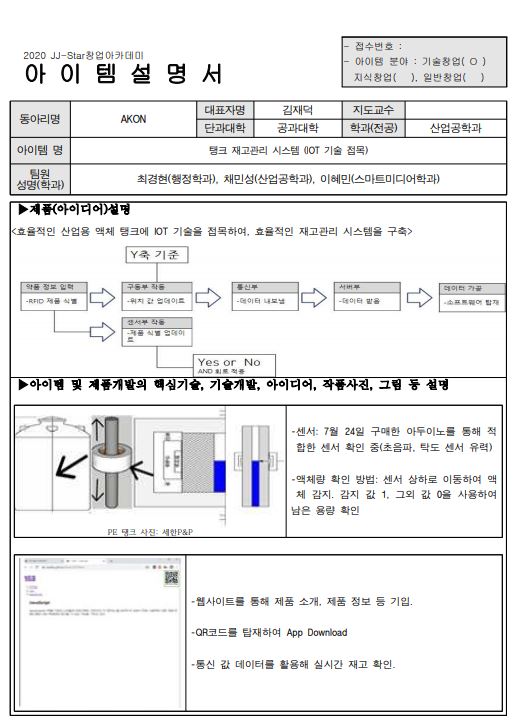 2020 JJ-Star창업아카데미
아 이 템 설 명 서
- 접수번호 :
- 아이템 분야 : 기술창업( O )
지식창업( ), 일반창업( )
동아리명 AKON 대표자명 김재덕 지도교수
단과대학 공과대학 학과(전공) 산업공학과
아이템 명 탱크 재고관리 시스템 (IOT 기술 접목)
팀원
성명(학과) 최경현(행정학과), 채민성(산업공학과), 이혜민(스마트미디어학과)
▶제품(아이디어)설명
<효율적인 산업용 액체 탱크에 IOT 기술을 접목하여, 효율적인 재고관리 시스템을 구축>
Y축 기준
약품 정보 입력
-RFID 제품 식별
구동부 작동
-위치 값 업데이트
통신부
-데이터 내보냄
서버부
-데이터 받음
데이터 가공
-소프트웨어 탑재
센서부 작동
-제품 식별 업데이
트
Yes or No
AND 회로 적용
▶아이템 및 제품개발의 핵심기술, 기술개발, 아이디어, 작품사진, 그림 등 설명
PE 탱크 사진: 세한P&P
-센서: 7월 24일 구매한 아두이노를 통해 적
합한 센서 확인 중(초음파, 탁도 센서 유력)
-액체량 확인 방법: 센서 상하로 이동하여 액
체 감지. 감지 값 1, 그외 값 0을 사용하여
남은 용량 확인
JavaScript
-웹사이트를 통해 제품 소개, 제품 정보 등 기입.
-QR코드를 탑재하여 App Download
-통신 값 데이터를 활용해 실시간 재고 확인.